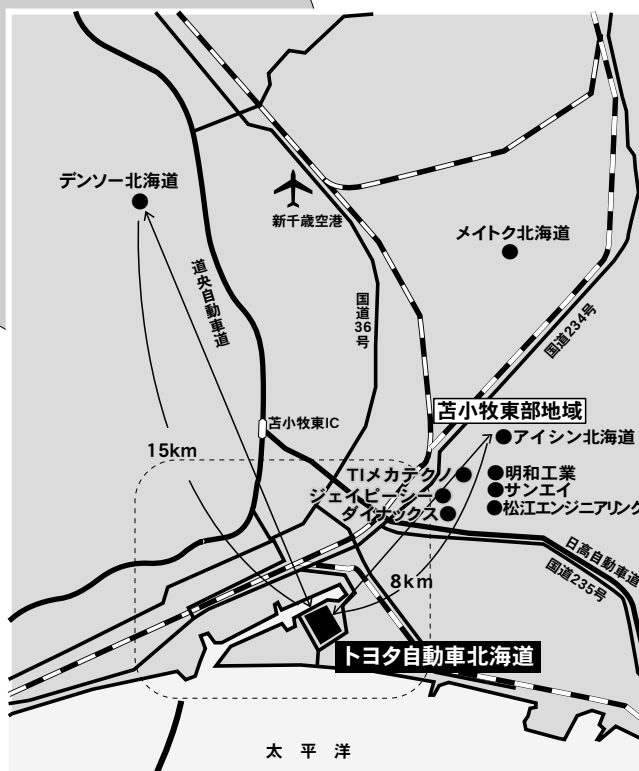 デンソー北海道
新千歳空港
メイトク北海道
道央自動車道
国道36号
国道234号
苫小牧東部地域
苫小牧東IC
アイシン北海道
15km
TIメカテクノ
明和工業
ジェイピーシー
サンエイ
ダイナックス
松江エンジニアリング
日高自動車道
国道235号
8km
トヨタ自動車北海道
太平洋